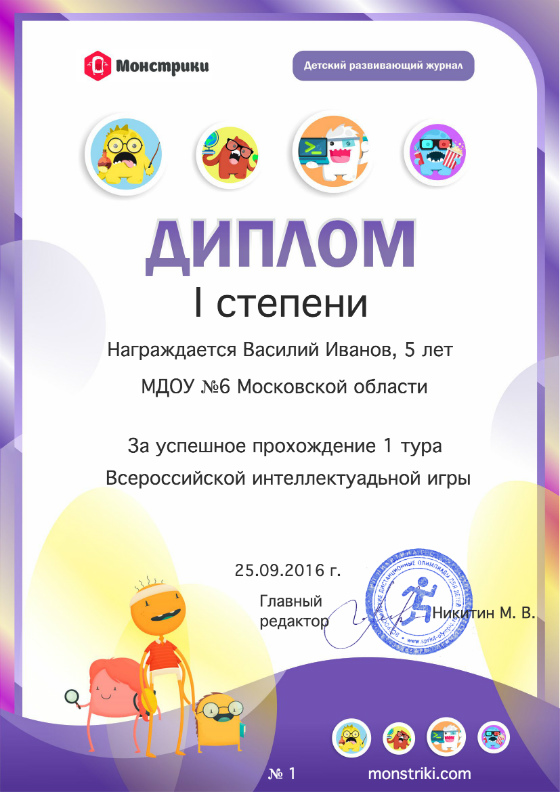 Монстрики
Детский развивающий журнал
ДИПЛОМ
I степени
Награждается Василий Иванов, 5 лет
МДОУ №6 Московской области
За успешное прохождение 1 тура
Всероссийской интеллектуадьной игры
25.09.2016 г.
Главный
редактор
Никитин М. В.
№ 1
monstriki.com